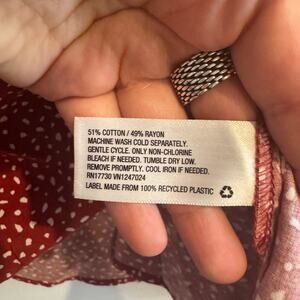 51% COTTON / 49% RAYON
MACHINE WASH COLD SEPARATELY.
GENTLE CYCLE. ONLY NON-CHLORINE
BLEACH IF NEEDED. TUMBLE DRY LOW.
REMOVE PROMPTLY. COOL IRON IF NEEDED.
RN17730 VN1247024
LABEL MADE FROM 100% RECYCLED PLASTIC